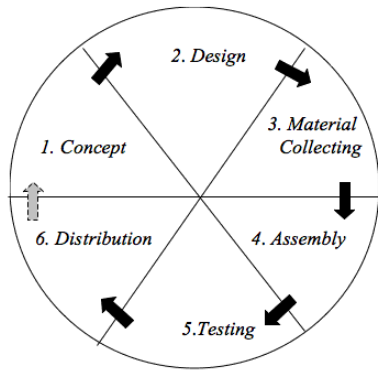 1. Concept
2. Design
3. Material
Collecting
4. Assembly
5.Testing
6. Distribution